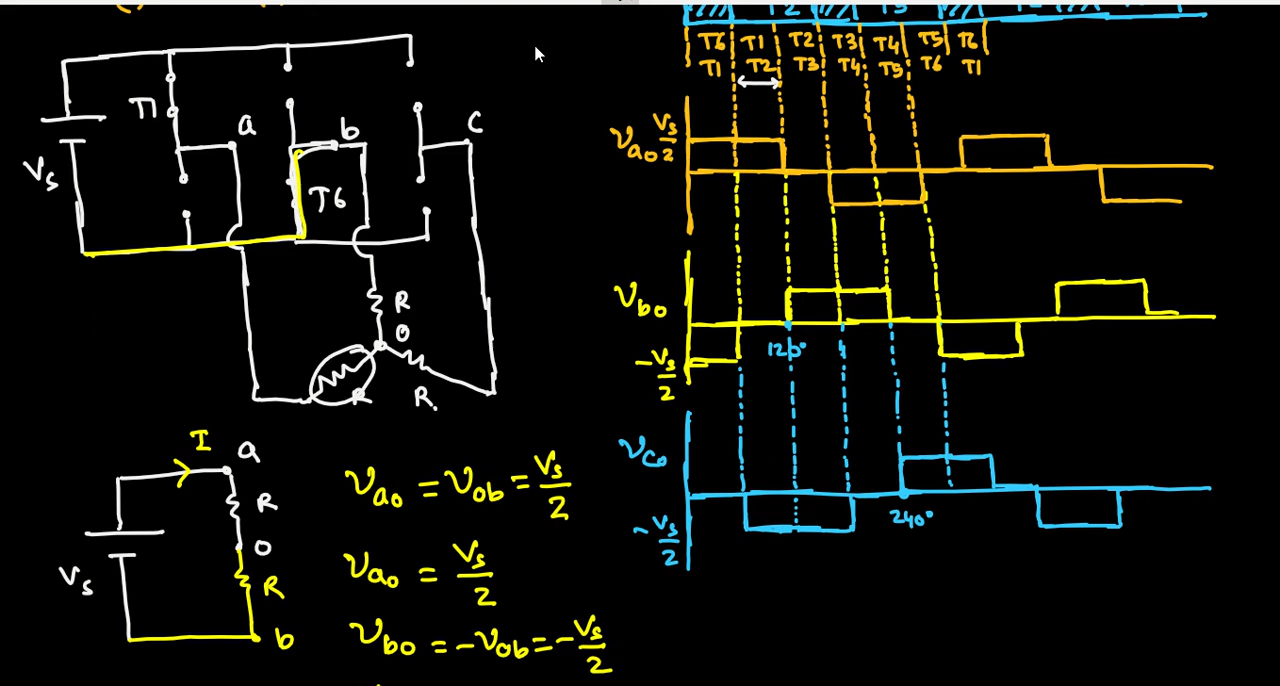 T1
a
b
c
Vs
T6
R
O
R
R.
I
a
R
O
Vs
R
b
Vao = Vob = Vs/2
Vao = Vs/2
Vbo = -Vob = -Vs/2
T6 T1 T2 T3 T4 T5 T6
T1 T2 T3 T4 T5 T6 T1
Vao Vs/2
Vbo
120°
-Vs/2
Vco
240°
-Vs/2